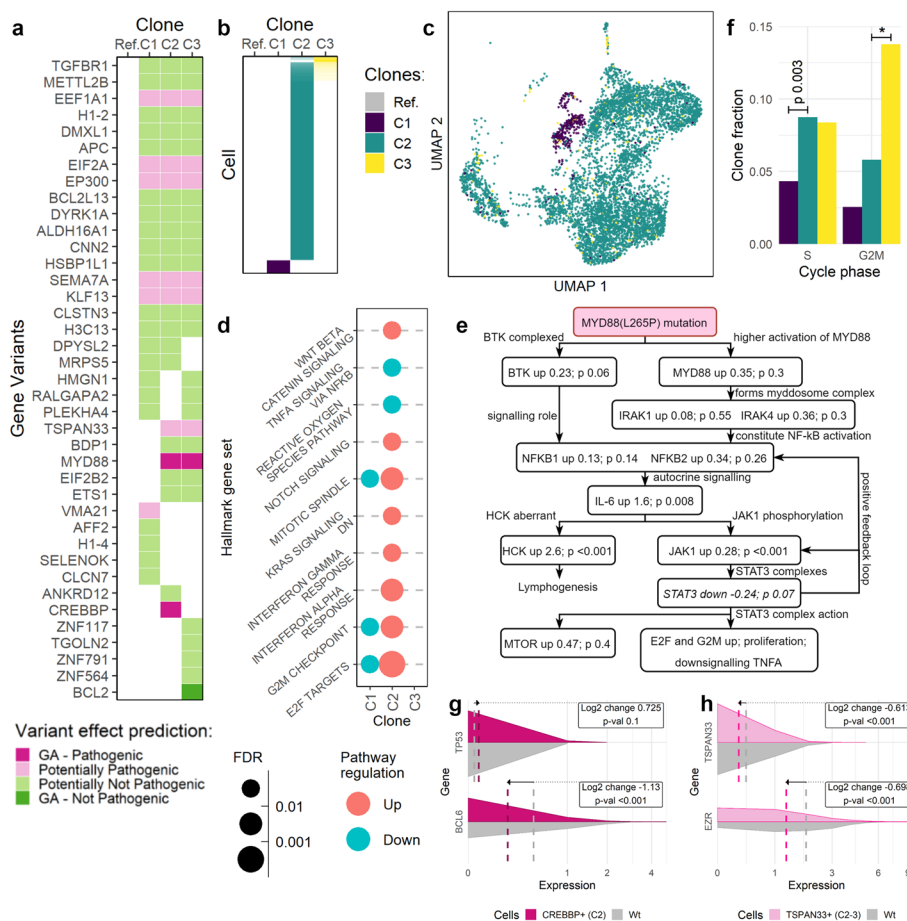 a
Clone
Ref.
C1
C2
C3
Gene Variants
TGFBR1
METTL2B
EEF1A1
H1-2
DMXL1
APC
EIF2A
EP300
BCL2L13
DYRK1A
ALDH16A1
CNN2
HSBP1L1
SEMA7A
KLF13
CLSTN3
H3C13
DPYSL2
MRPS5
HMGN1
RALGAPA2
PLEKHA4
TSPAN33
BDP1
MYD88
EIF2B2
ETS1
VMA21
AFF2
H1-4
SELENOK
CLCN7
ANKRD12
CREBBP
ZNF117
TGOLN2
ZNF791
ZNF564
BCL2
Variant effect prediction:
GA - Pathogenic
Potentially Pathogenic
Potentially Not Pathogenic
GA - Not Pathogenic
b
Clone
Ref.
C1
C2
C3
Cell
Clones:
Ref.
C1
C2
C3
c
UMAP 2
UMAP 1
d
Hallmark gene set
WNT BETA
CATENIN SIGNALING
TNFA SIGNALING
VIA NFKB
REACTIVE OXYGEN
SPECIES PATHWAY
NOTCH SIGNALING
MITOTIC SPINDLE
KRAS SIGNALING
DN
INTERFERON GAMMA
RESPONSE
INTERFERON ALPHA
RESPONSE
G2M CHECKPOINT
E2F TARGETS
C1
C2
C3
Clone
FDR
0.01
0.001
Pathway
regulation
Up
Down
e
MYD88(L265P) mutation
BTK complexed
higher activation of MYD88
BTK up 0.23; p 0.06
MYD88 up 0.35; p 0.3
forms myddosome complex
signalling role
IRAK1 up 0.08; p 0.55 IRAK4 up 0.36; p 0.3
constitute NF-kB activation
NFKB1 up 0.13; p 0.14 NFKB2 up 0.34; p 0.26
autocrine signalling
IL-6 up 1.6; p 0.008
HCK aberrant
JAK1 phosphorylation
positive feedback
loop
HCK up 2.6; p <0.001
JAK1 up 0.28; p <0.001
STAT3 complexes
Lymphogenesis
STAT3 down -0.24; p 0.07
STAT3 complex action
MTOR up 0.47; p 0.4
E2F and G2M up; proliferation;
downsignalling TNFA
f
Clone fraction
0.15
0.10
0.05
0.00
p 0.003
*
S
G2M
Cycle phase
g
Gene
TP53
BCL6
Log2 change 0.725
p-val 0.1
Log2 change -1.13
p-val <0.001
0
1
2
4
Expression
Cells
CREBBP+ (C2)
Wt
h
Gene
TSPAN33
EZR
Log2 change -0.61
p-val <0.001
Log2 change -0.69
p-val <0.001
0
1
3
6
9
Expression
Cells
TSPAN33+ (C2-3)
Wt